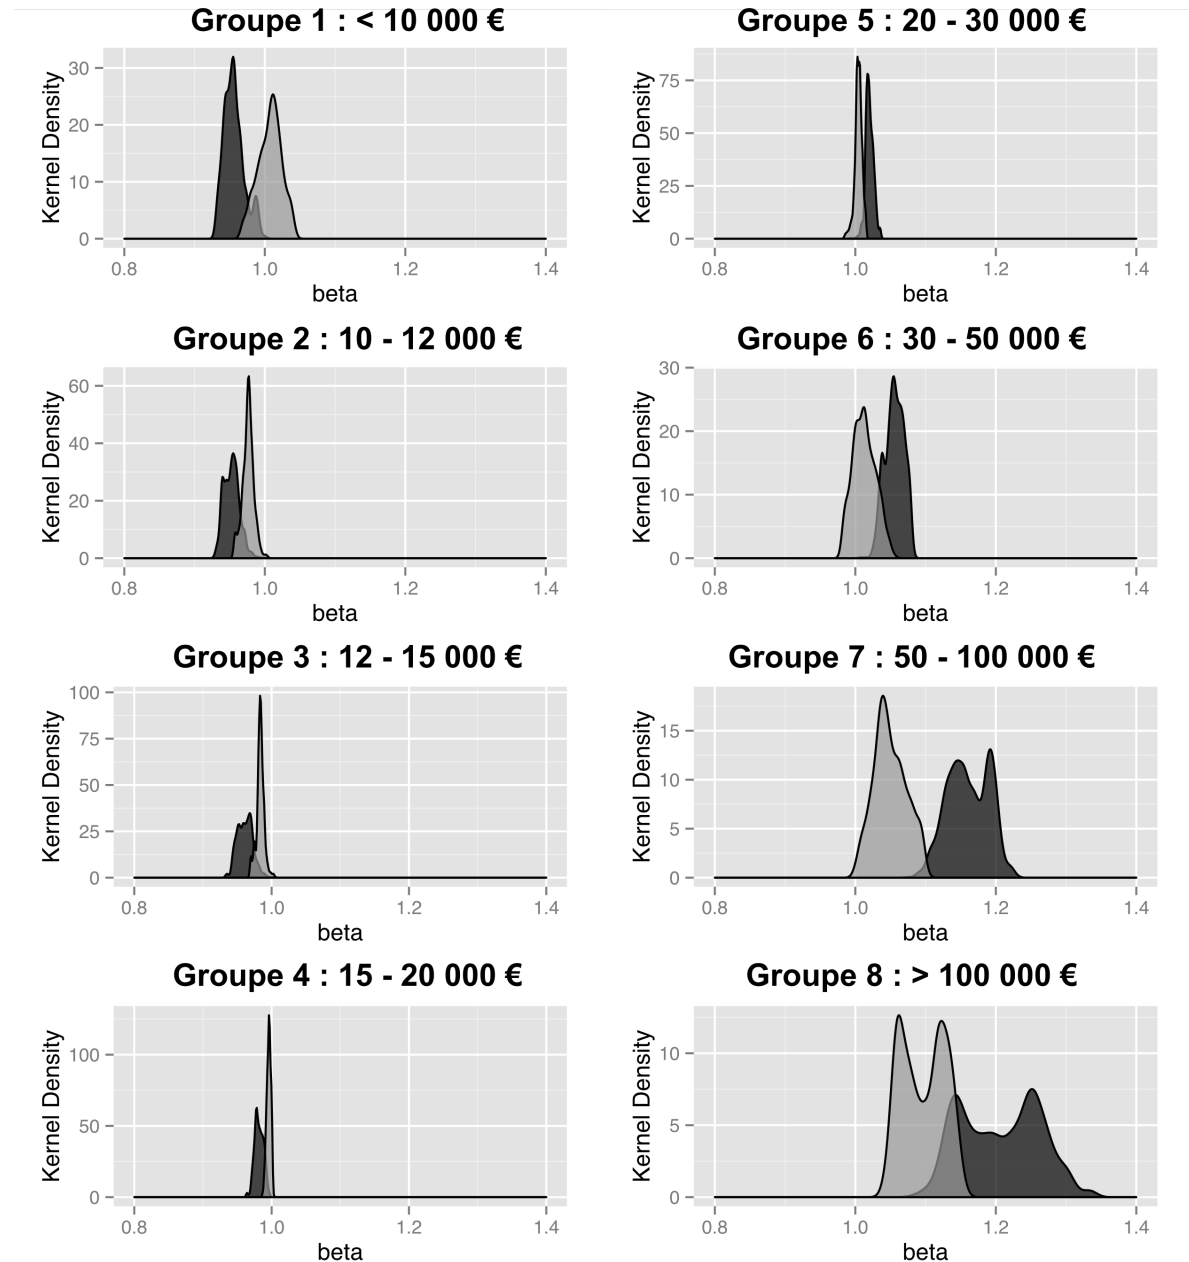 Groupe 1 : < 10 000 €
Kernel Density
30
20
10
0
0.8 1.0 1.2 1.4
beta
Groupe 5 : 20 - 30 000 €
Kernel Density
75
50
25
0
0.8 1.0 1.2 1.4
beta
Groupe 2 : 10 - 12 000 €
Kernel Density
60
40
20
0
0.8 1.0 1.2 1.4
beta
Groupe 6 : 30 - 50 000 €
Kernel Density
30
20
10
0
0.8 1.0 1.2 1.4
beta
Groupe 3 : 12 - 15 000 €
Kernel Density
100
75
50
25
0
0.8 1.0 1.2 1.4
beta
Groupe 7 : 50 - 100 000 €
Kernel Density
15
10
5
0
0.8 1.0 1.2 1.4
beta
Groupe 4 : 15 - 20 000 €
Kernel Density
100
50
0
0.8 1.0 1.2 1.4
beta
Groupe 8 : > 100 000 €
Kernel Density
10
5
0
0.8 1.0 1.2 1.4
beta